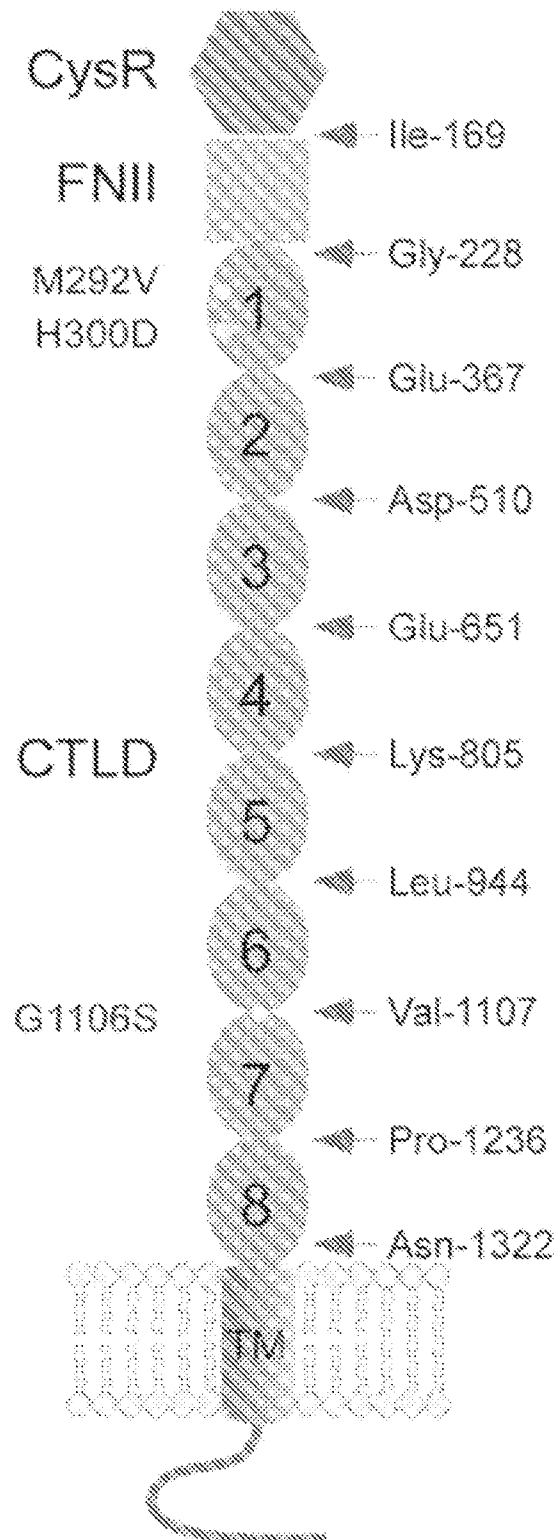 CysR
Ile-169
FNII
Gly-228
M292V
H300D
1
Glu-367
2
Asp-510
3
Glu-651
4
CTLD
Lys-805
5
Leu-944
6
G1106S
Val-1107
7
Pro-1236
8
Asn-1322
TM